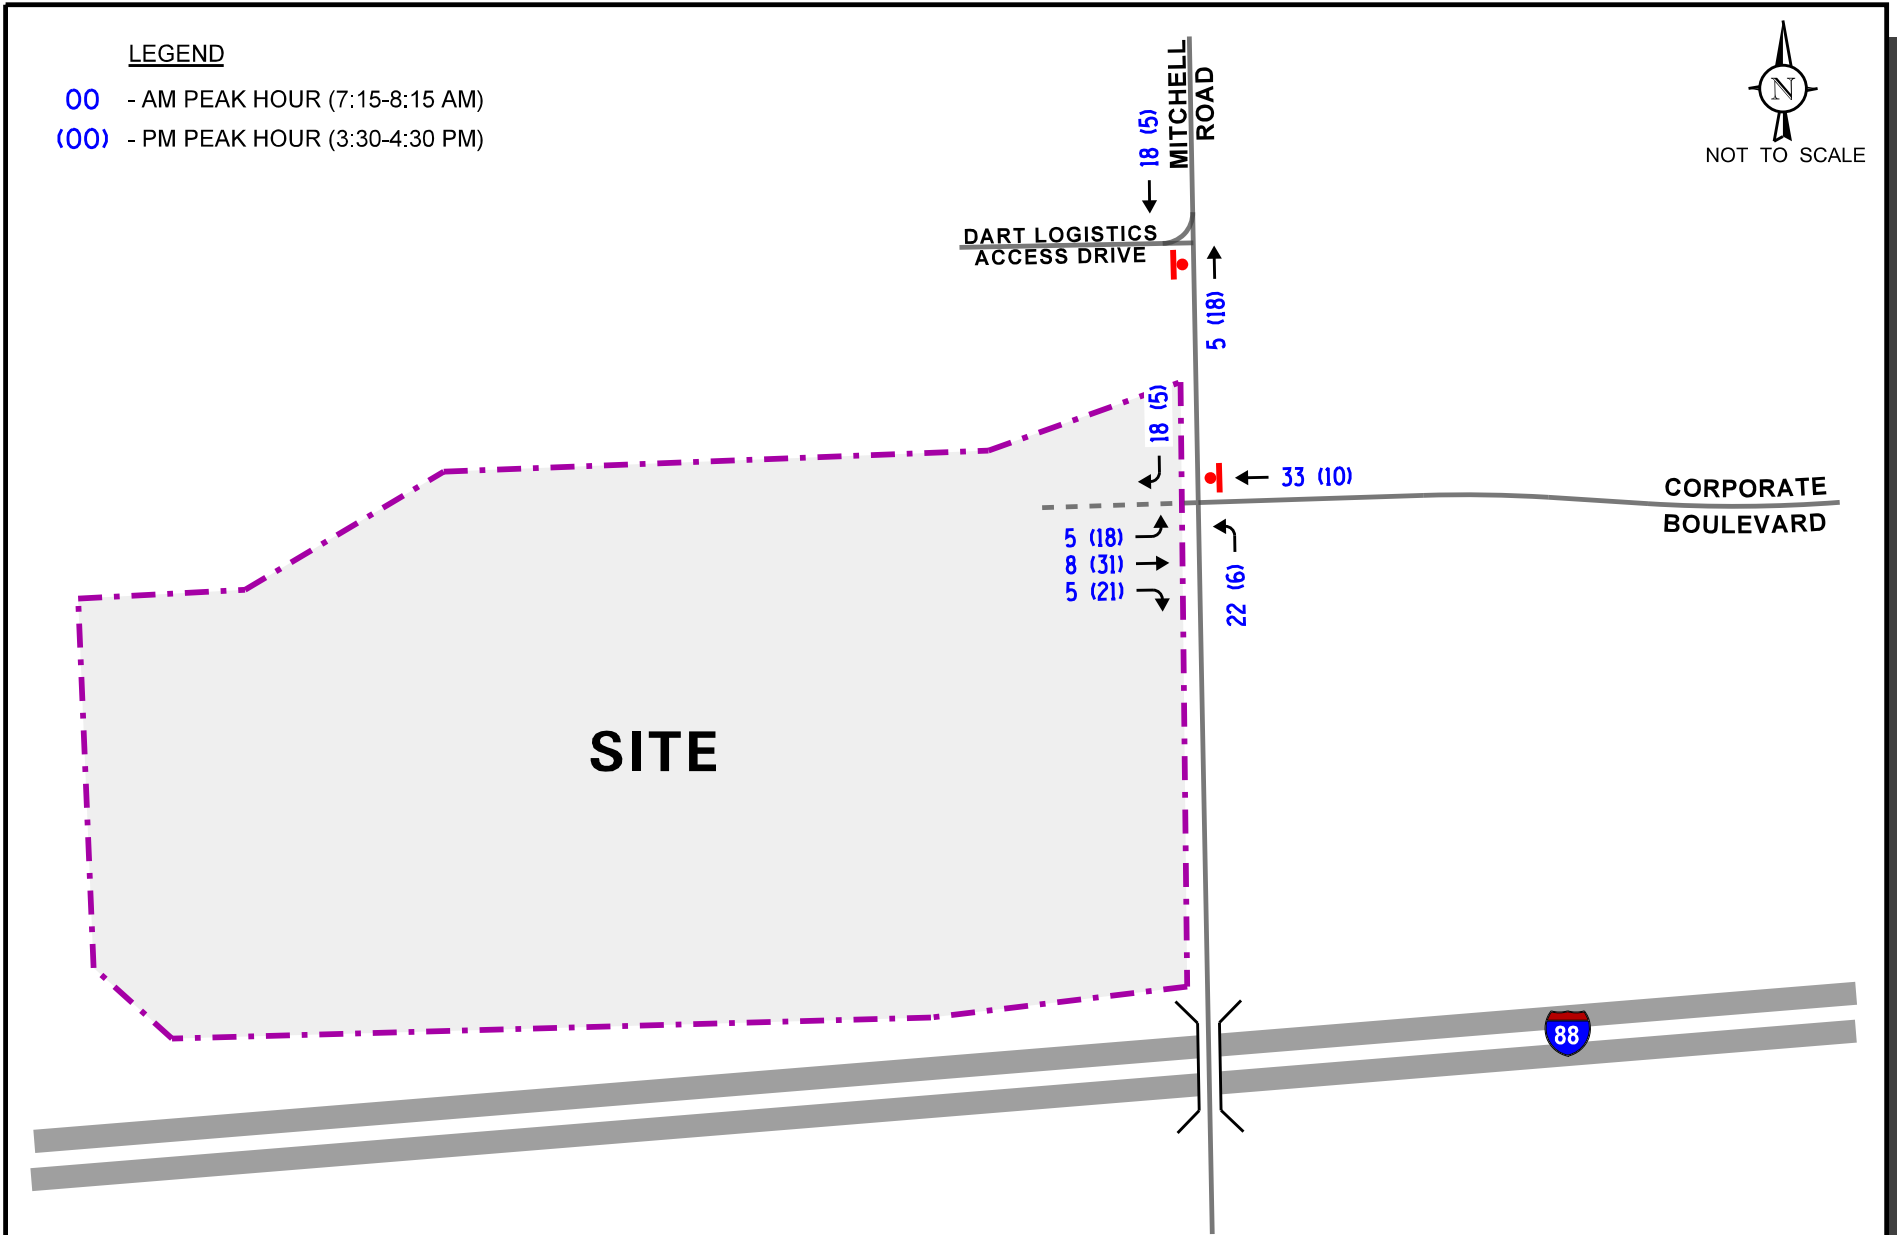 LEGEND
00 - AM PEAK HOUR (7:15-8:15 AM)
(00) - PM PEAK HOUR (3:30-4:30 PM)
MITCHELL
ROAD
N
NOT TO SCALE
18 (5)
DART LOGISTICS
ACCESS DRIVE
5 (18)
18 (5)
33 (10)
CORPORATE
BOULEVARD
5 (18)
8 (31)
5 (21)
22 (6)
SITE
88